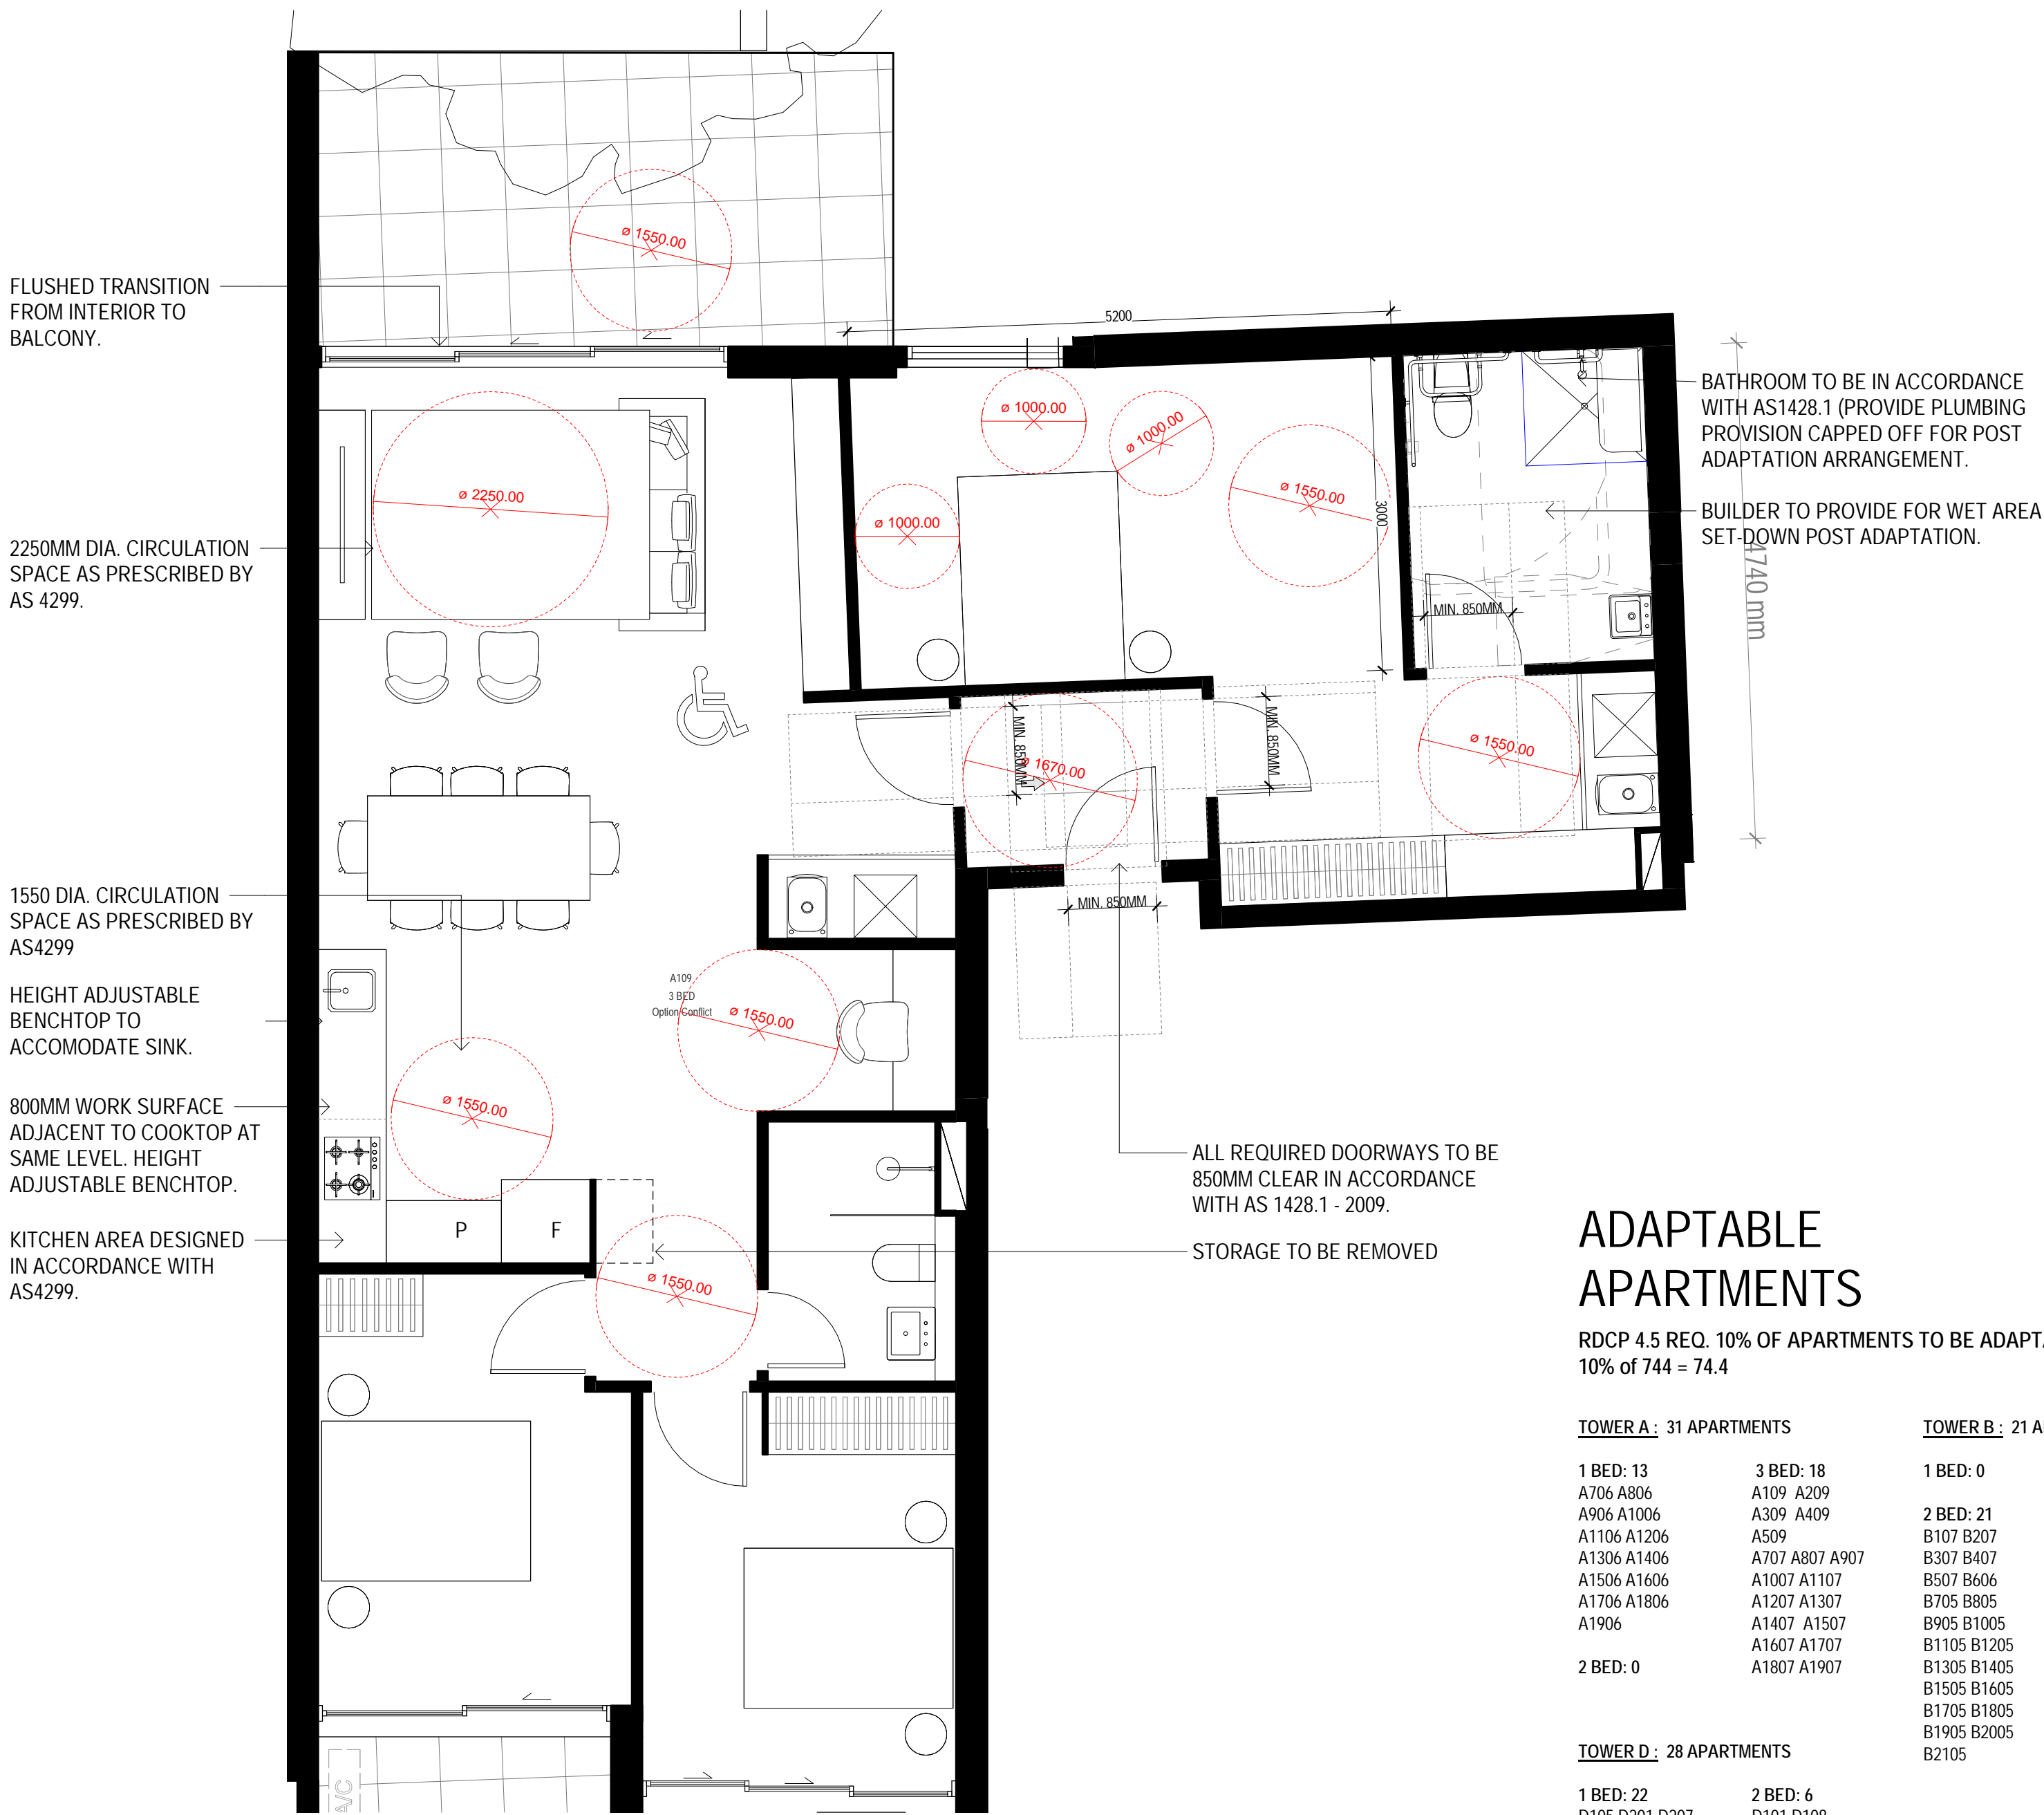 FLUSHED TRANSITION
FROM INTERIOR TO
BALCONY.
2250MM DIA. CIRCULATION
SPACE AS PRESCRIBED BY
AS 4299.
1550 DIA. CIRCULATION
SPACE AS PRESCRIBED BY
AS4299
HEIGHT ADJUSTABLE
BENCHTOP TO
ACCOMODATE SINK.
800MM WORK SURFACE
ADJACENT TO COOKTOP AT
SAME LEVEL. HEIGHT
ADJUSTABLE BENCHTOP.
KITCHEN AREA DESIGNED
IN ACCORDANCE WITH
AS4299.
ø 1550.00
5200
ø 1000.00
ø 1000.00
ø 2250.00
ø 1000.00
ø 1550.00
3000
MIN. 850MM
4740 mm
BATHROOM TO BE IN ACCORDANCE
WITH AS1428.1 (PROVIDE PLUMBING
PROVISION CAPPED OFF FOR POST
ADAPTATION ARRANGEMENT.
BUILDER TO PROVIDE FOR WET AREA
SET-DOWN POST ADAPTATION.
MIN. 850MM
ø 1670.00
MIN. 850MM
ø 1550.00
MIN. 850MM
A109
3 BED
Option Conflict
ø 1550.00
ø 1550.00
P
F
ø 1550.00
A/C
ALL REQUIRED DOORWAYS TO BE
850MM CLEAR IN ACCORDANCE
WITH AS 1428.1 - 2009.
STORAGE TO BE REMOVED
ADAPTABLE
APARTMENTS
RDCP 4.5 REQ. 10% OF APARTMENTS TO BE ADAPTA
10% of 744 = 74.4
TOWER A : 31 APARTMENTS
1 BED: 13
A706 A806
A906 A1006
A1106 A1206
A1306 A1406
A1506 A1606
A1706 A1806
A1906
2 BED: 0
3 BED: 18
A109 A209
A309 A409
A509
A707 A807 A907
A1007 A1107
A1207 A1307
A1407 A1507
A1607 A1707
A1807 A1907
TOWER B : 21 A
1 BED: 0
2 BED: 21
B107 B207
B307 B407
B507 B606
B705 B805
B905 B1005
B1105 B1205
B1305 B1405
B1505 B1605
B1705 B1805
B1905 B2005
B2105
TOWER D : 28 APARTMENTS
1 BED: 22
D105 D201 D207
2 BED: 6
D101 D108